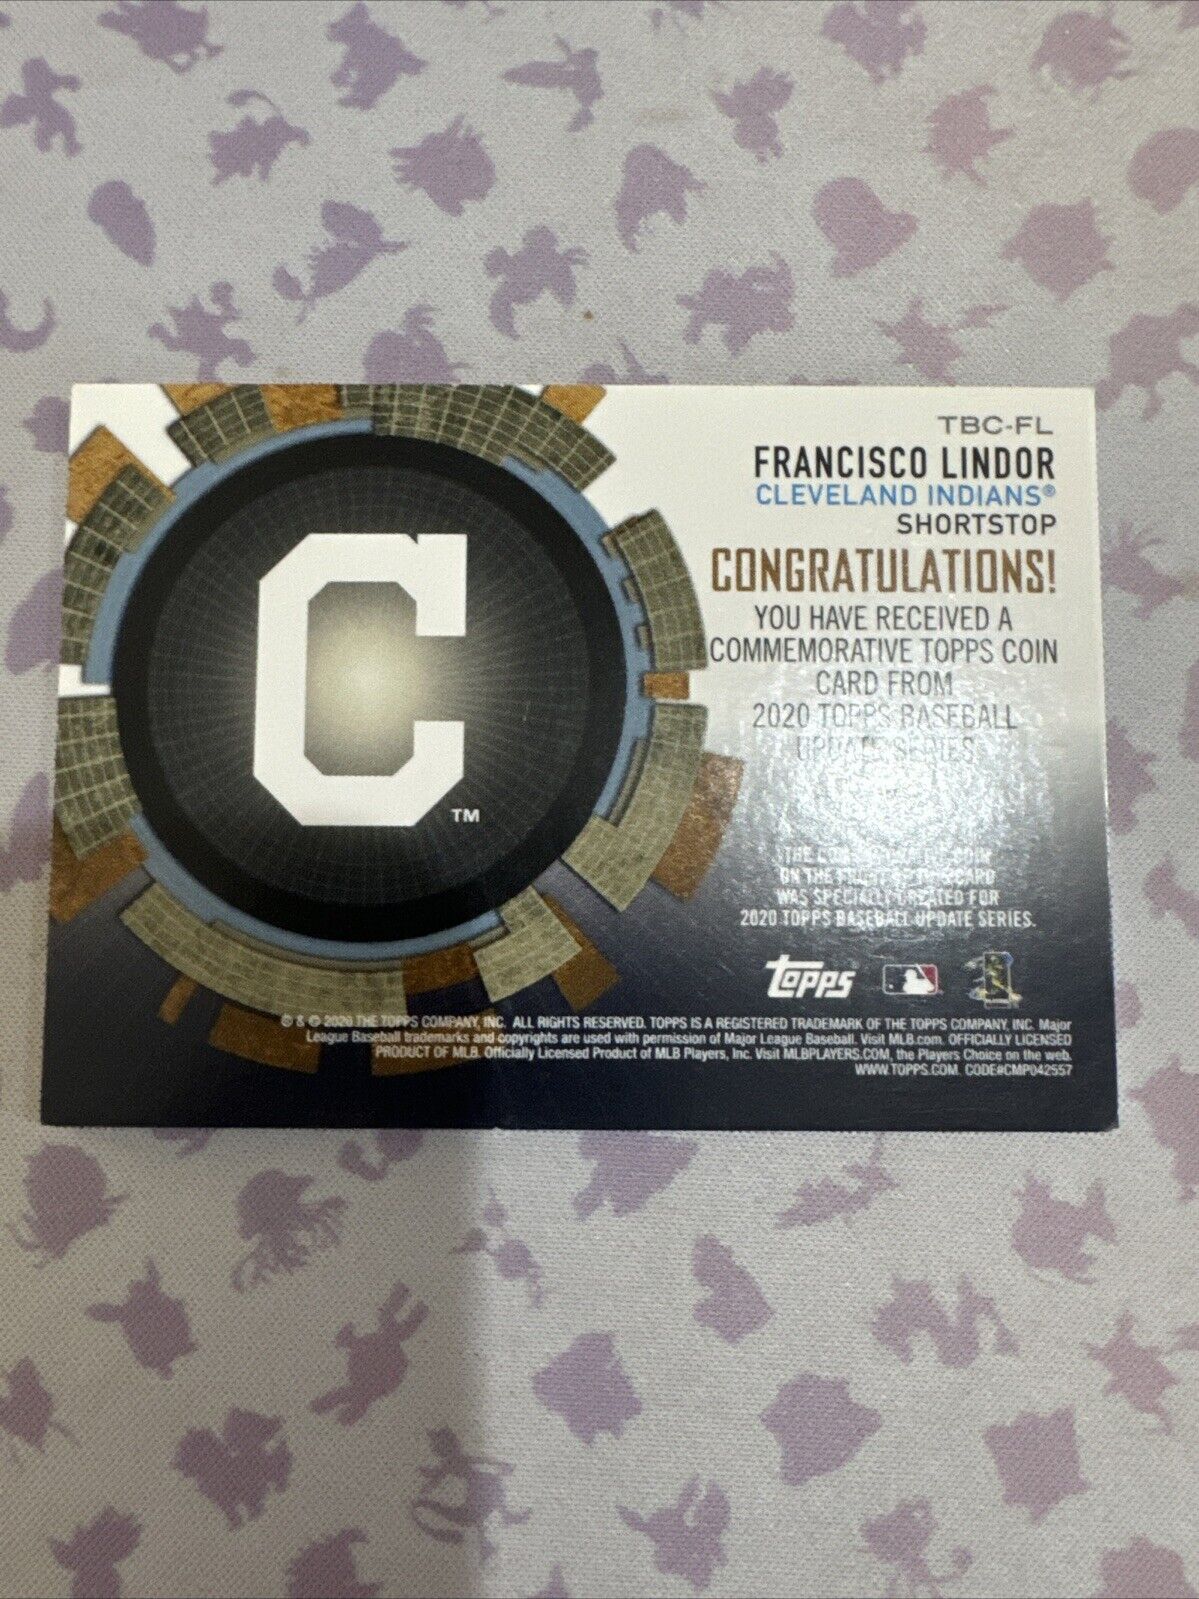 C
TM
TBC-FL
FRANCISCO LINDOR
CLEVELAND INDIANS®
SHORTSTOP
CONGRATULATIONS!
YOU HAVE RECEIVED A
COMMEMORATIVE TOPPS COIN
CARD FROM
2020 TOPPS BASEBALL
UPDATE SERIES
THE COIN
ON THE FRONT OF THIS CARD
WAS SPECIALLY CREATED FOR
2020 TOPPS BASEBALL UPDATE SERIES.
topps
® & © 2020 THE TOPPS COMPANY, INC. ALL RIGHTS RESERVED. TOPPS IS A REGISTERED TRADEMARK OF THE TOPPS COMPANY, INC. Major
League Baseball trademarks and copyrights are used with permission of Major League Baseball. Visit MLB.com. OFFICIALLY LICENSED
PRODUCT OF MLB. Officially Licensed Product of MLB Players, Inc. Visit MLBPLAYERS.COM, the Players Choice on the web.
WWW.TOPPS.COM. CODE#CMP042557